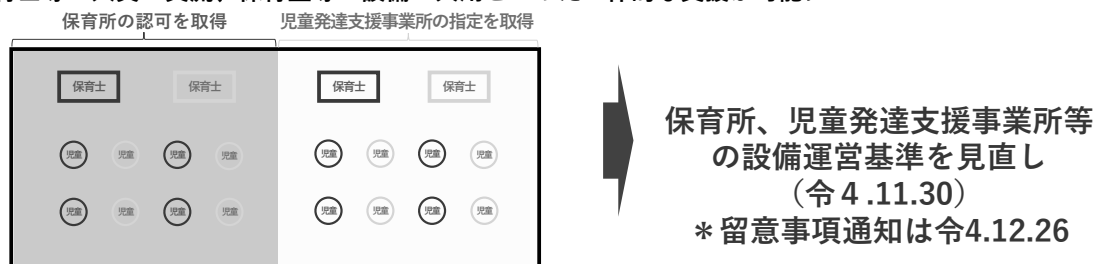 保育所の認可を取得 児童発達支援事業所の指定を取得
保育士 保育士 保育士 保育士
児童 児童 児童 児童 児童 児童 児童 児童
児童 児童 児童 児童 児童 児童 児童 児童
保育所、児童発達支援事業所等
の設備運営基準を見直し
（令４.11.30）
＊留意事項通知は令4.12.26